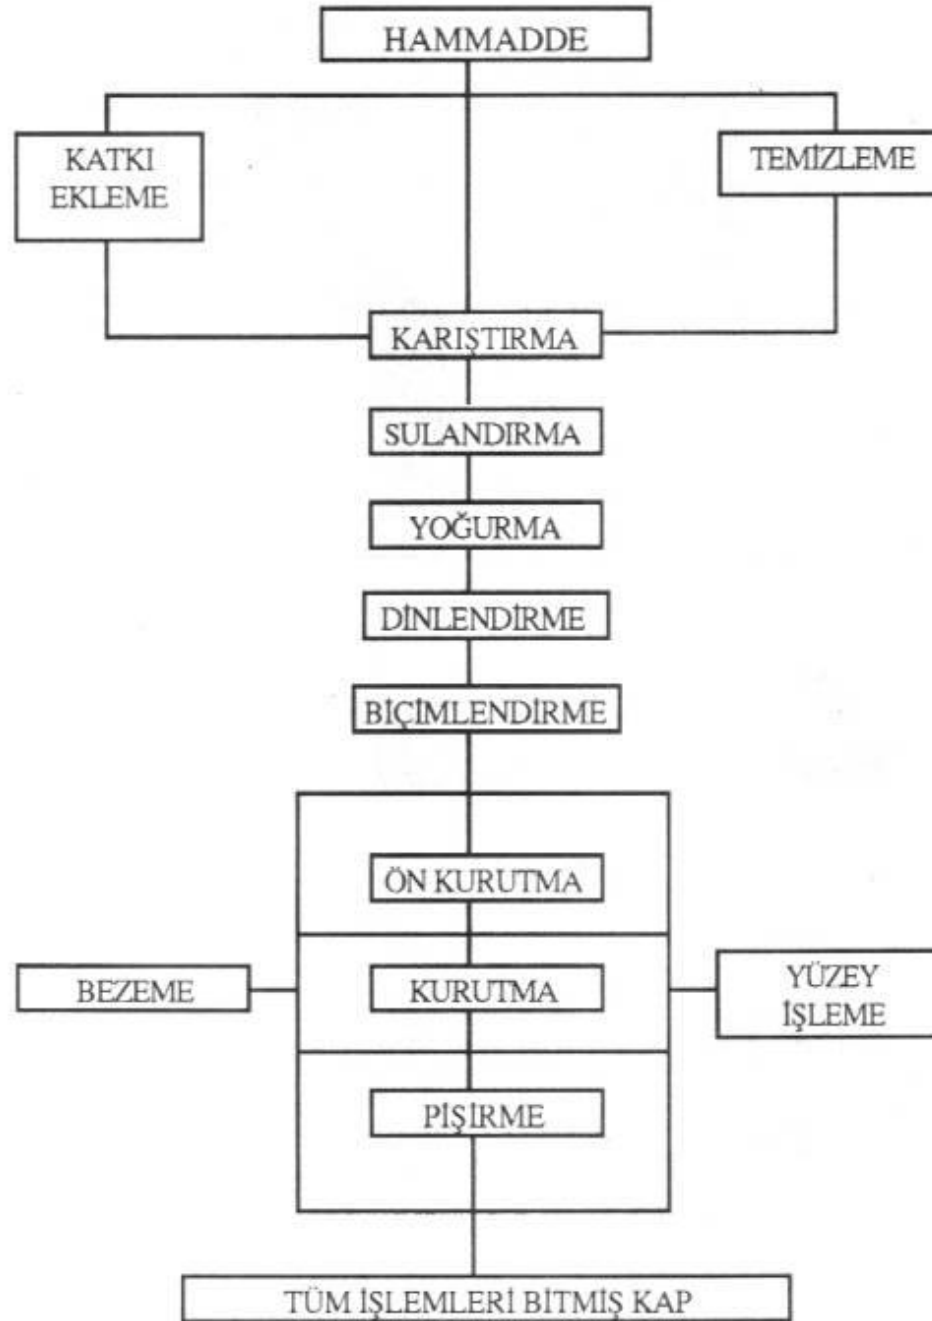 HAMMADDE
KATKI
EKLEME
TEMİZLEME
KARIŞTIRMA
SULANDIRMA
YOĞURMA
DİNLENDİRME
BİÇİMLENDİRME
ÖN KURUTMA
BEZEME
KURUTMA
YÜZEY
İŞLEME
PİŞİRME
TÜM İŞLEMLERİ BİTMİŞ KAP